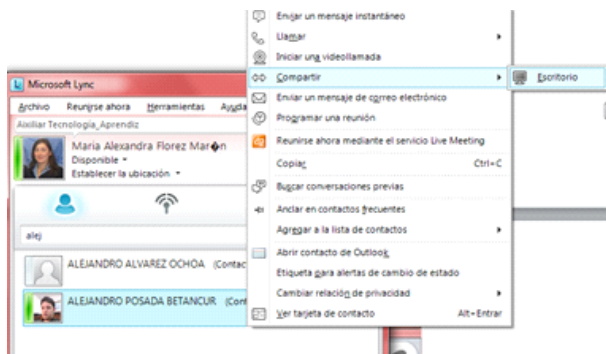 Enviar un mensaje instantáneo
Llamar
Iniciar una videollamada
Compartir
Escritorio
Enviar un mensaje de correo electrónico
Programar una reunión
Reunirse ahora mediante el servicio Live Meeting
Copiar Ctrl+C
Buscar conversaciones previas
Anclar en contactos frecuentes
Agregar a la lista de contactos
Abrir contacto de Outlook
Etiqueta para alertas de cambio de estado
Cambiar relación de privacidad
Ver tarjeta de contacto Alt+Entrar
Microsoft Lync
Archivo Reunirse ahora Herramientas Ayuda
Aixiliar Tecnología_Aprendiz
Maria Alexandra Florez Mar�n
Disponible
Establecer la ubicación
alej
ALEJANDRO ALVAREZ OCHOA (Contac
ALEJANDRO POSADA BETANCUR (Cont